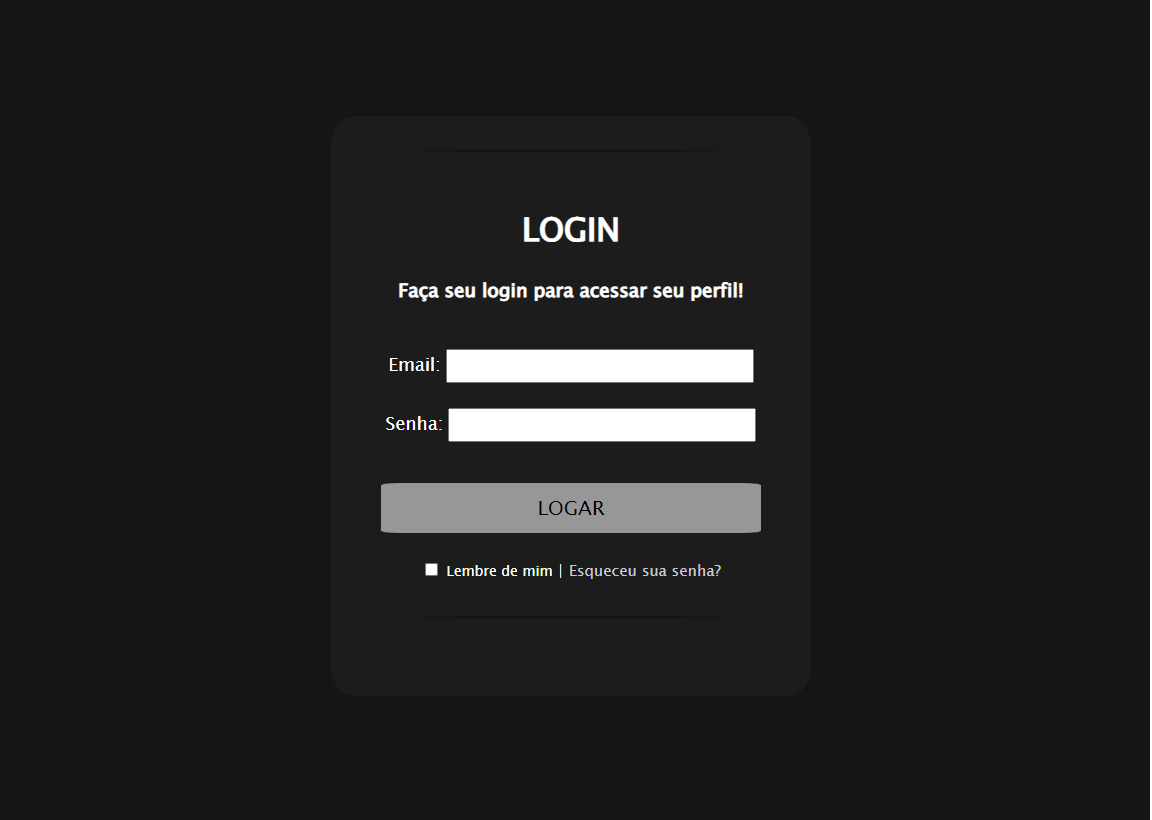 LOGIN
Faça seu login para acessar seu perfil!
Email:
Senha:
LOGAR
Lembre de mim | Esqueceu sua senha?